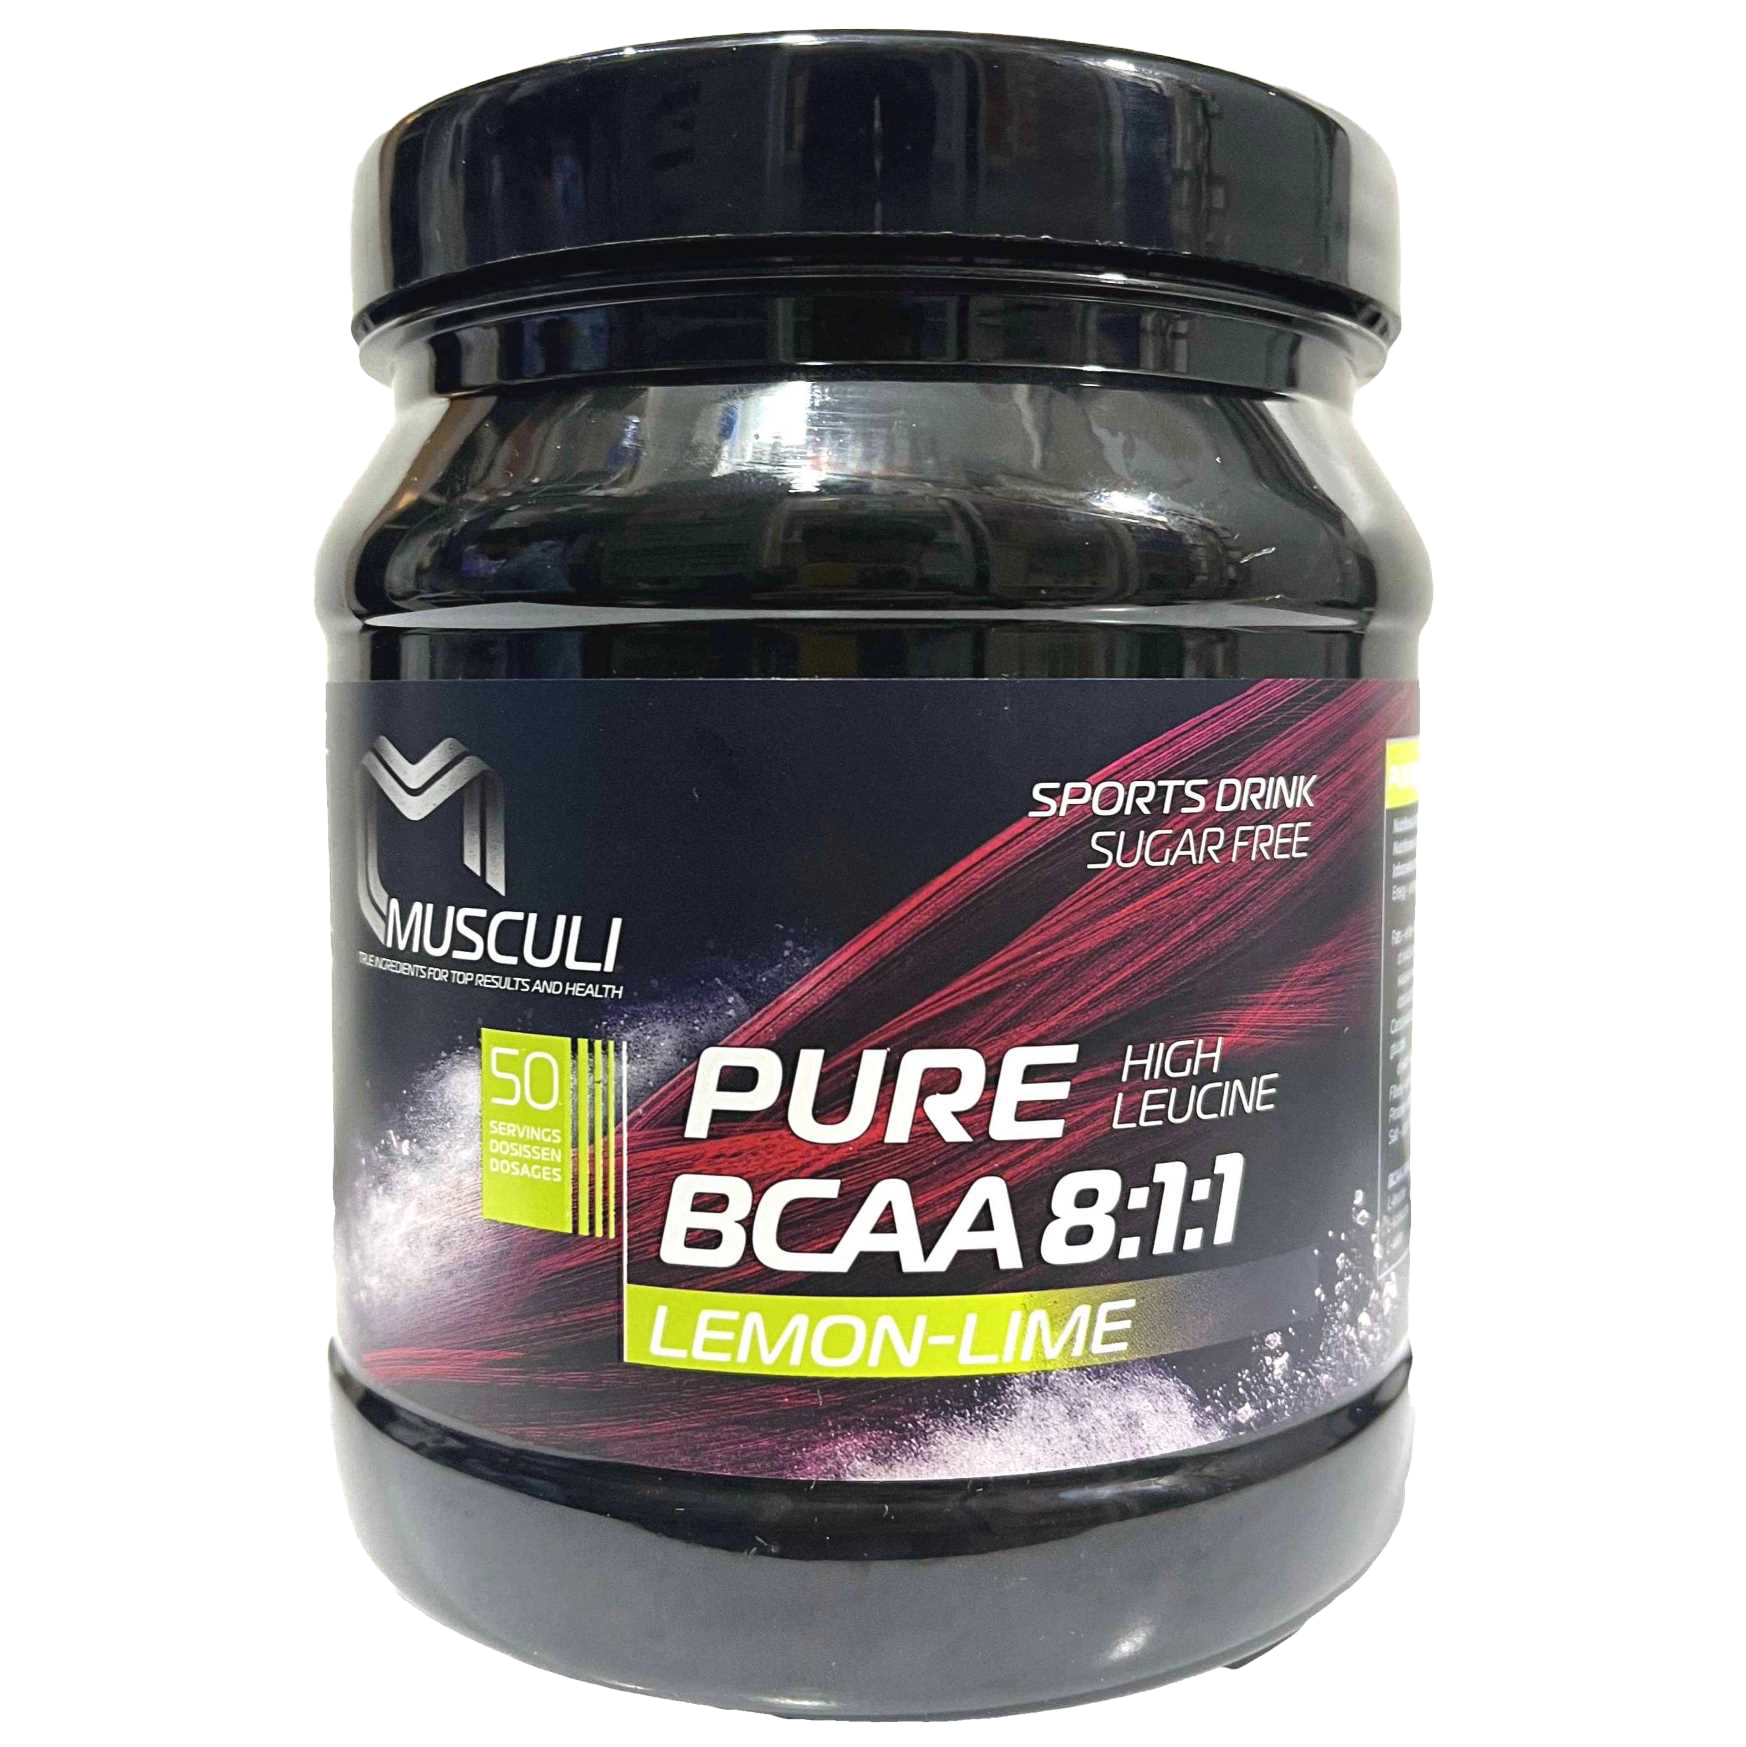 SPORTS DRINK
SUGAR FREE
MUSCULI
TRUE INGREDIENTS FOR TOP RESULTS AND HEALTH
50
SERVINGS
DOSISSEN
DOSAGES
PURE
HIGH
LEUCINE
BCAA 8:1:1
LEMON-LIME